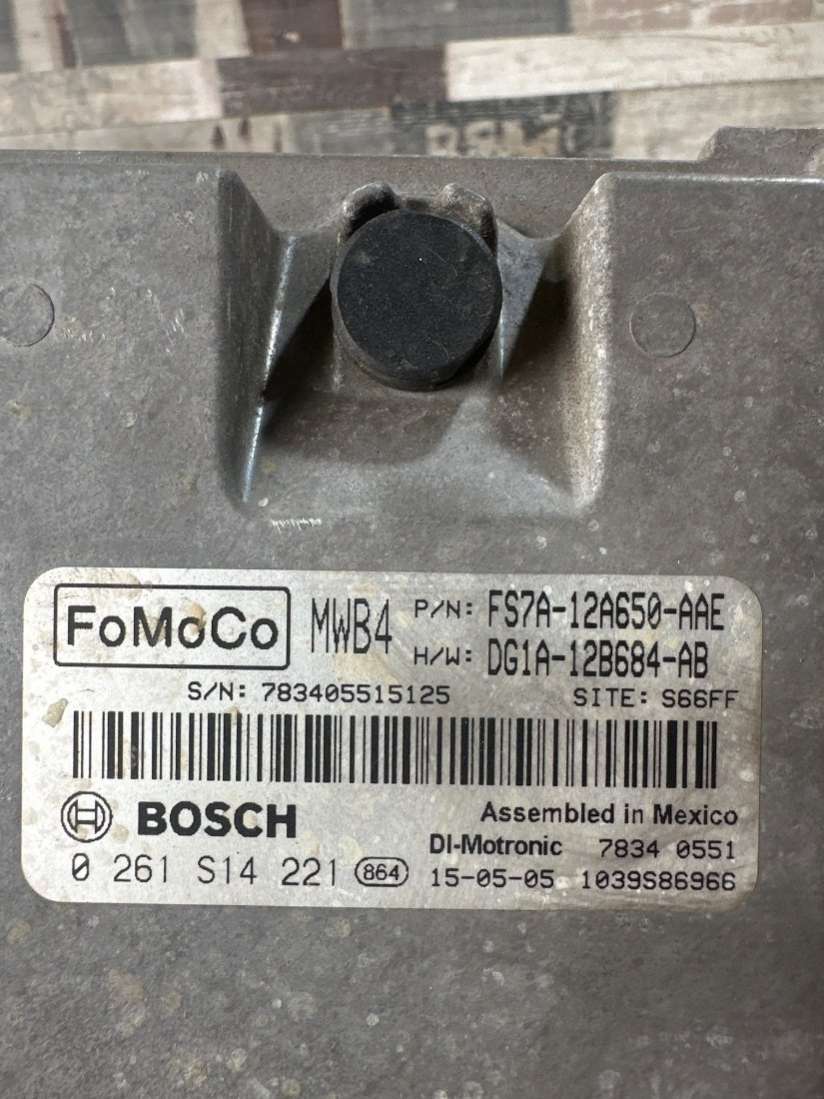 FoMoCo MWB4 P/N: FS7A-12A650-AAE
H/W: DG1A-12B684-AB
S/N: 783405515125 SITE: S66FF
BOSCH Assembled in Mexico
DI-Motronic 7834 0551
0 261 S14 221 864 15-05-05 1039S86966